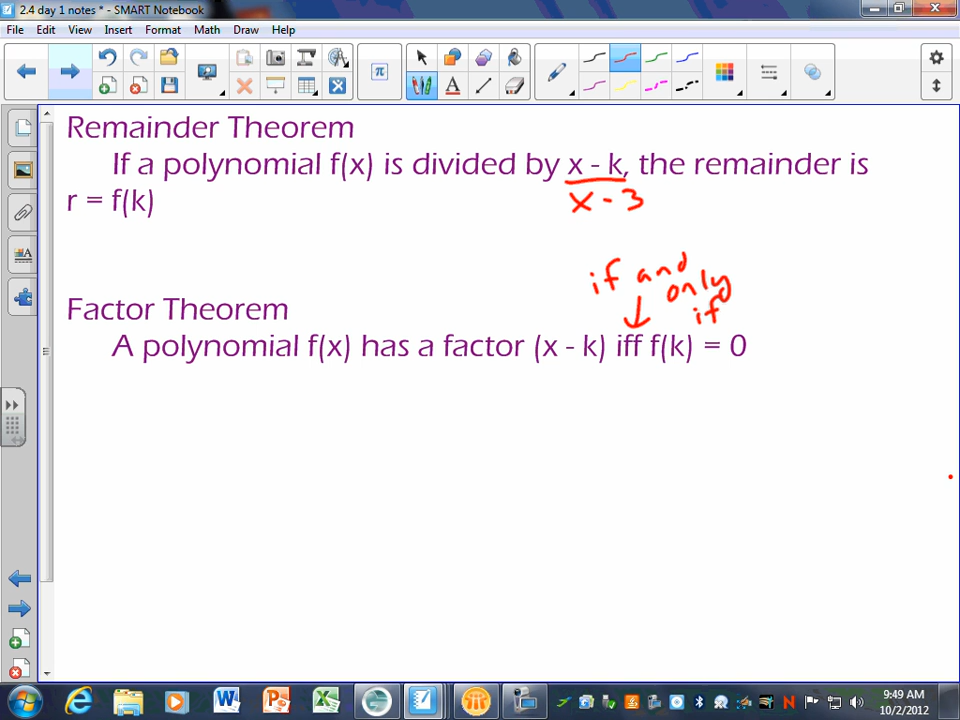 2.4 day 1 notes * - SMART Notebook
File Edit View Insert Format Math Draw Help
Remainder Theorem
If a polynomial f(x) is divided by x - k, the remainder is
r = f(k)
x - 3
if and
only
if
Factor Theorem
A polynomial f(x) has a factor (x - k) iff f(k) = 0
9:49 AM
10/2/2012